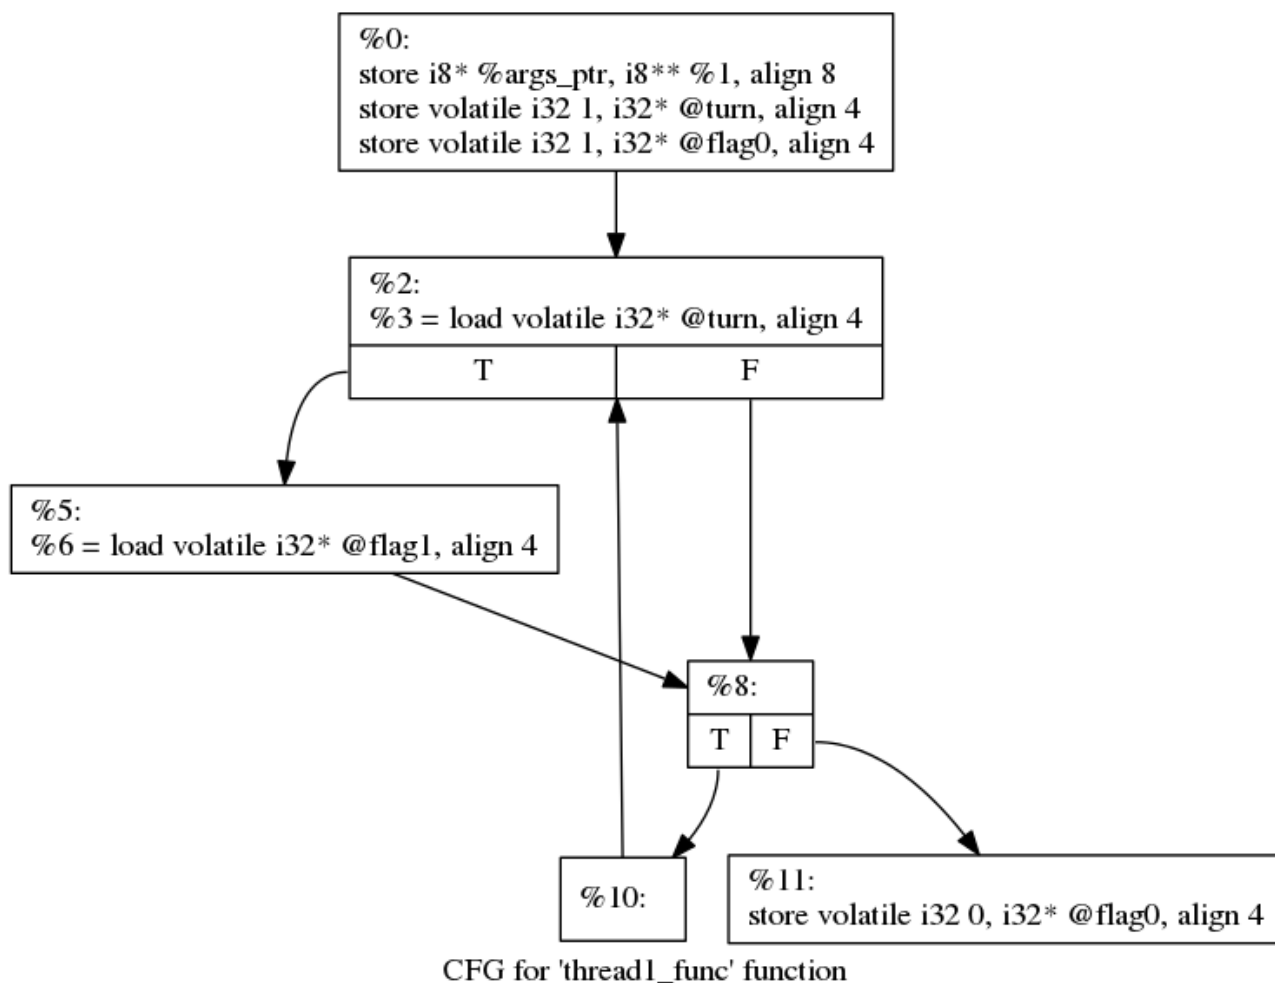 %0:
store i8* %args_ptr, i8** %1, align 8
store volatile i32 1, i32* @turn, align 4
store volatile i32 1, i32* @flag0, align 4
%2:
%3 = load volatile i32* @turn, align 4
T F
%5:
%6 = load volatile i32* @flag1, align 4
%8:
T F
%10:
%11:
store volatile i32 0, i32* @flag0, align 4
CFG for 'thread1_func' function